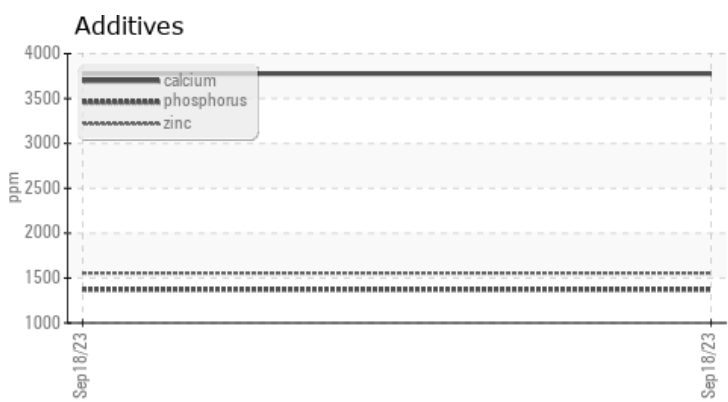 Additives
4000
calcium
3500
phosphorus
zinc
3000
2500
ppm
2000
1500
1000
Sep18/23
Sep18/23